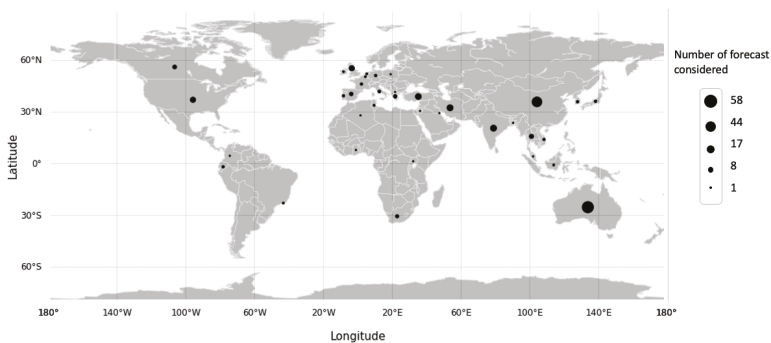 Number of forecast
considered
58
44
17
8
1
Latitude
60°N
30°N
0°
30°S
60°S
180° 140°W 100°W 60°W 20°W 20°E 60°E 100°E 140°E 180°
Longitude